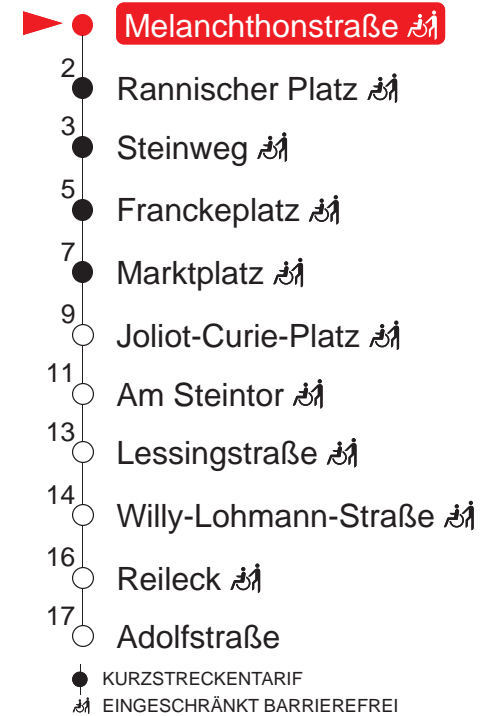 Melanchthonstraße
2 Rannischer Platz
3 Steinweg
5 Franckeplatz
7 Marktplatz
9 Joliot-Curie-Platz
11 Am Steintor
13 Lessingstraße
14 Willy-Lohmann-Straße
16 Reileck
17 Adolfstraße
KURZSTRECKENTARIF
EINGESCHRÄNKT BARRIEREFREI